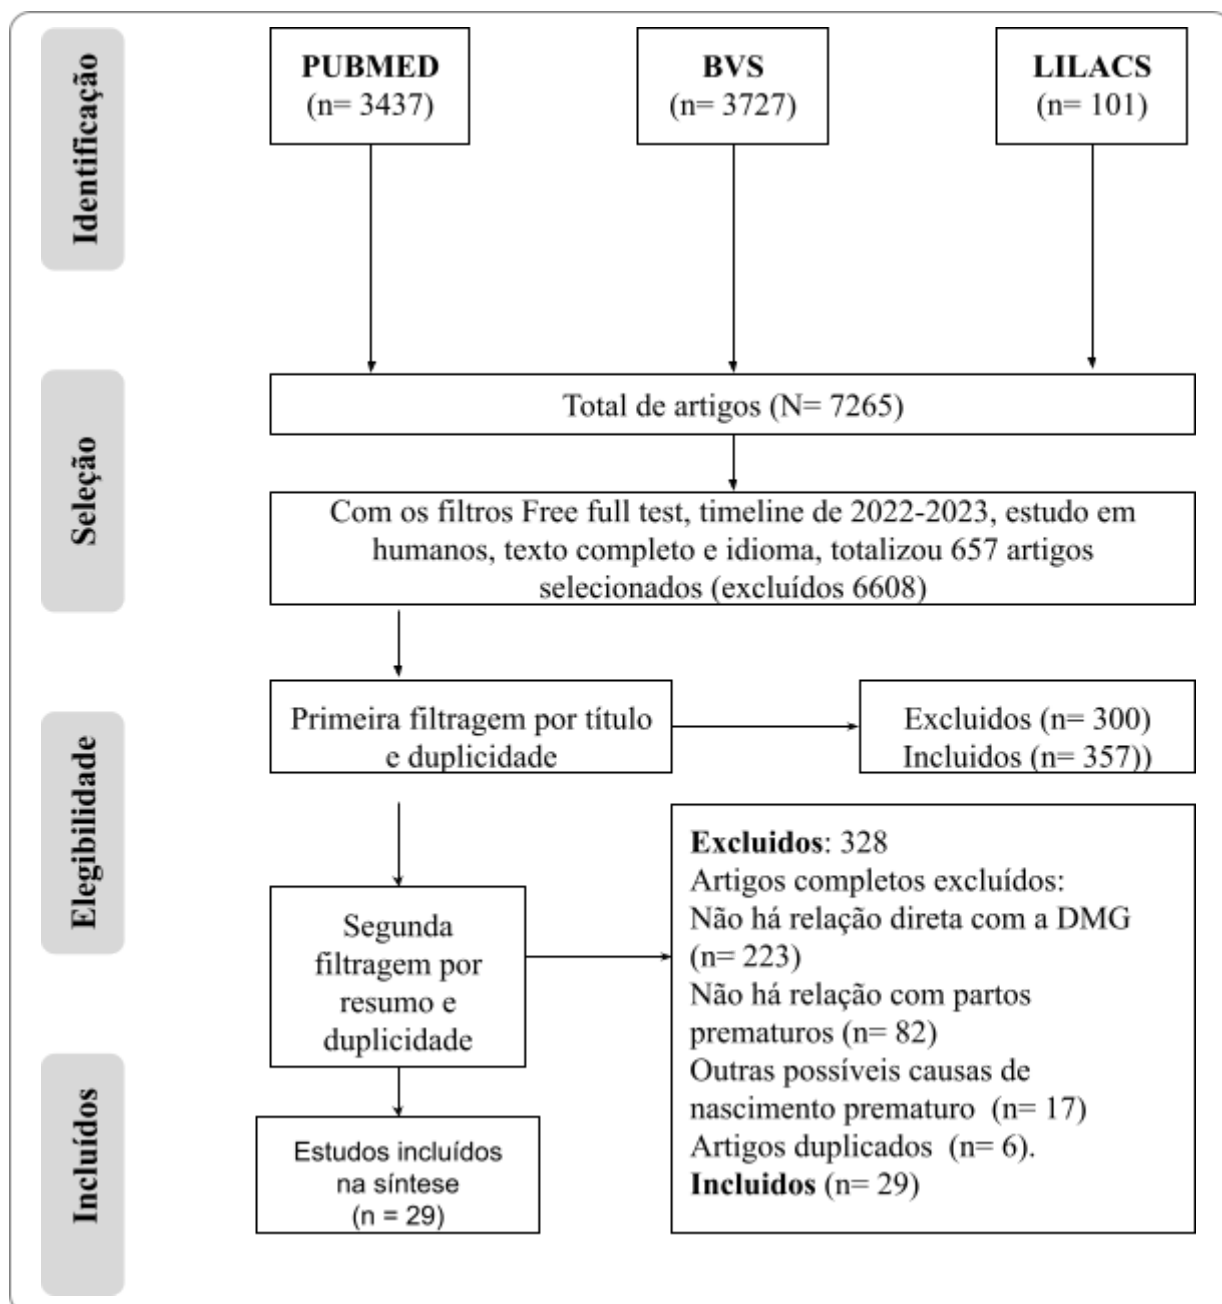 Identificação
PUBMED
(n= 3437)
BVS
(n= 3727)
LILACS
(n= 101)
Seleção
Total de artigos (N= 7265)
Com os filtros Free full test, timeline de 2022-2023, estudo em
humanos, texto completo e idioma, totalizou 657 artigos
selecionados (excluídos 6608)
Elegibilidade
Primeira filtragem por título
e duplicidade
Excluidos (n= 300)
Incluidos (n= 357))
Segunda
filtragem por
resumo e
duplicidade
Excluidos: 328
Artigos completos excluídos:
Não há relação direta com a DMG
(n= 223)
Não há relação com partos
prematuros (n= 82)
Outras possíveis causas de
nascimento prematuro (n= 17)
Artigos duplicados (n= 6).
Incluidos (n= 29)
Incluídos
Estudos incluídos
na síntese
(n = 29)